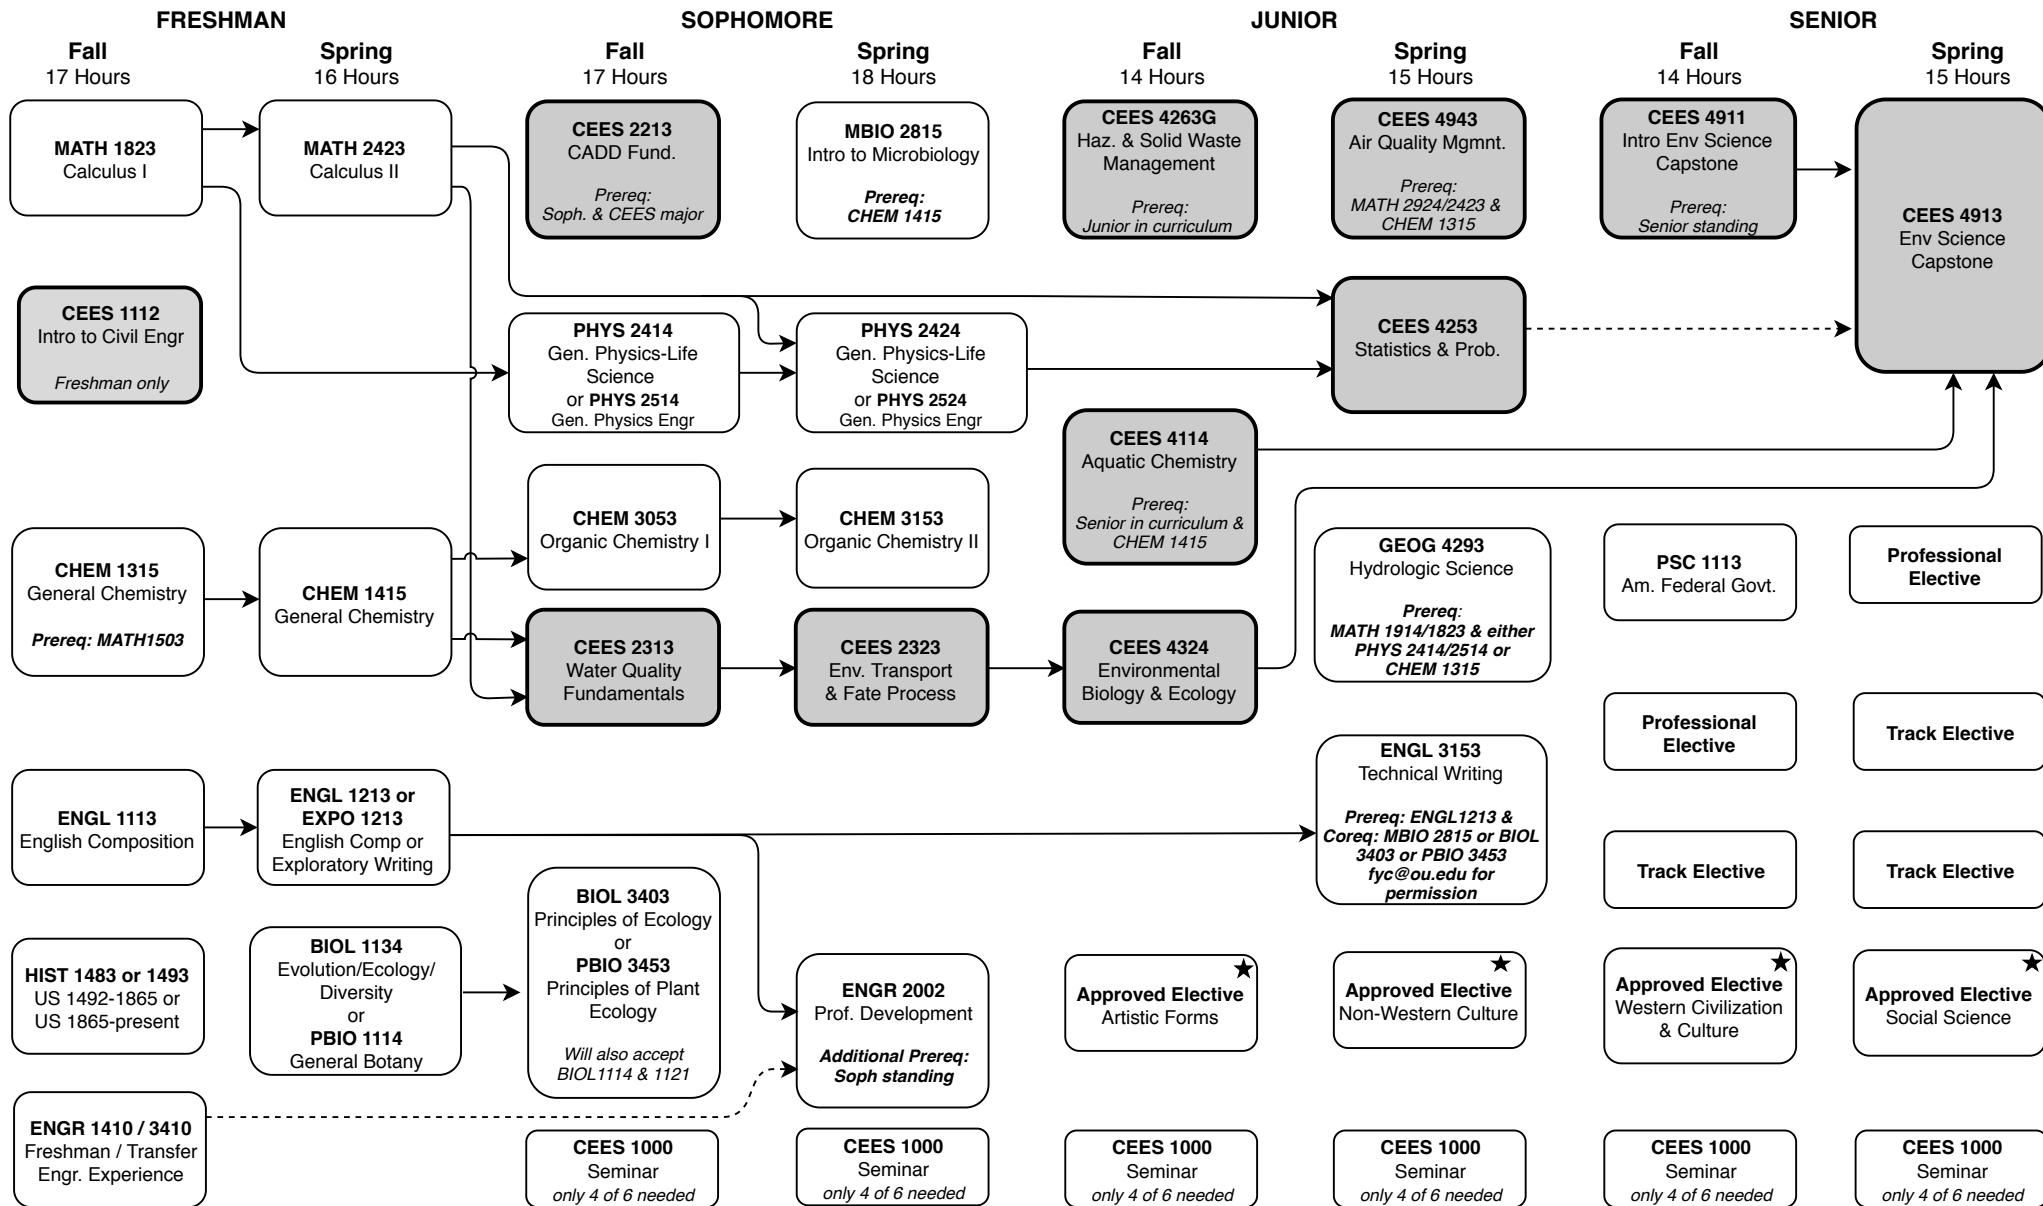 FRESHMAN
SOPHOMORE
JUNIOR
SENIOR
Fall
17 Hours
Spring
16 Hours
Fall
17 Hours
Spring
18 Hours
Fall
14 Hours
Spring
15 Hours
Fall
14 Hours
Spring
15 Hours
MATH 1823
Calculus I
MATH 2423
Calculus II
CEES 2213
CADD Fund.
Prereq:
Soph. & CEES major
MBIO 2815
Intro to Microbiology
Prereq:
CHEM 1415
CEES 4263G
Haz. & Solid Waste
Management
Prereq:
Junior in curriculum
CEES 4943
Air Quality Mgmnt.
Prereq:
MATH 2924/2423 &
CHEM 1315
CEES 4911
Intro Env Science
Capstone
Prereq:
Senior standing
CEES 4913
Env Science
Capstone
CEES 1112
Intro to Civil Engr
Freshman only
PHYS 2414
Gen. Physics-Life
Science
or PHYS 2514
Gen. Physics Engr
PHYS 2424
Gen. Physics-Life
Science
or PHYS 2524
Gen. Physics Engr
CEES 4253
Statistics & Prob.
CEES 4114
Aquatic Chemistry
Prereq:
Senior in curriculum &
CHEM 1415
CHEM 1315
General Chemistry
Prereq: MATH1503
CHEM 1415
General Chemistry
CHEM 3053
Organic Chemistry I
CHEM 3153
Organic Chemistry II
GEOG 4293
Hydrologic Science
Prereq:
MATH 1914/1823 & either
PHYS 2414/2514 or
CHEM 1315
PSC 1113
Am. Federal Govt.
Professional
Elective
CEES 2313
Water Quality
Fundamentals
CEES 2323
Env. Transport
& Fate Process
CEES 4324
Environmental
Biology & Ecology
Professional
Elective
Track Elective
ENGL 1113
English Composition
ENGL 1213 or
EXPO 1213
English Comp or
Exploratory Writing
ENGL 3153
Technical Writing
Prereq: ENGL1213 &
Coreq: MBIO 2815 or BIOL
3403 or PBIO 3453
fyc@ou.edu for
permission
Track Elective
Track Elective
HIST 1483 or 1493
US 1492-1865 or
US 1865-present
BIOL 1134
Evolution/Ecology/
Diversity
or
PBIO 1114
General Botany
BIOL 3403
Principles of Ecology
or
PBIO 3453
Principles of Plant
Ecology
Will also accept
BIOL1114 & 1121
ENGR 2002
Prof. Development
Additional Prereq:
Soph standing
Approved Elective
Artistic Forms
Approved Elective
Non-Western Culture
Approved Elective
Western Civilization
& Culture
Approved Elective
Social Science
ENGR 1410 / 3410
Freshman / Transfer
Engr. Experience
CEES 1000
Seminar
only 4 of 6 needed
CEES 1000
Seminar
only 4 of 6 needed
CEES 1000
Seminar
only 4 of 6 needed
CEES 1000
Seminar
only 4 of 6 needed
CEES 1000
Seminar
only 4 of 6 needed
CEES 1000
Seminar
only 4 of 6 needed